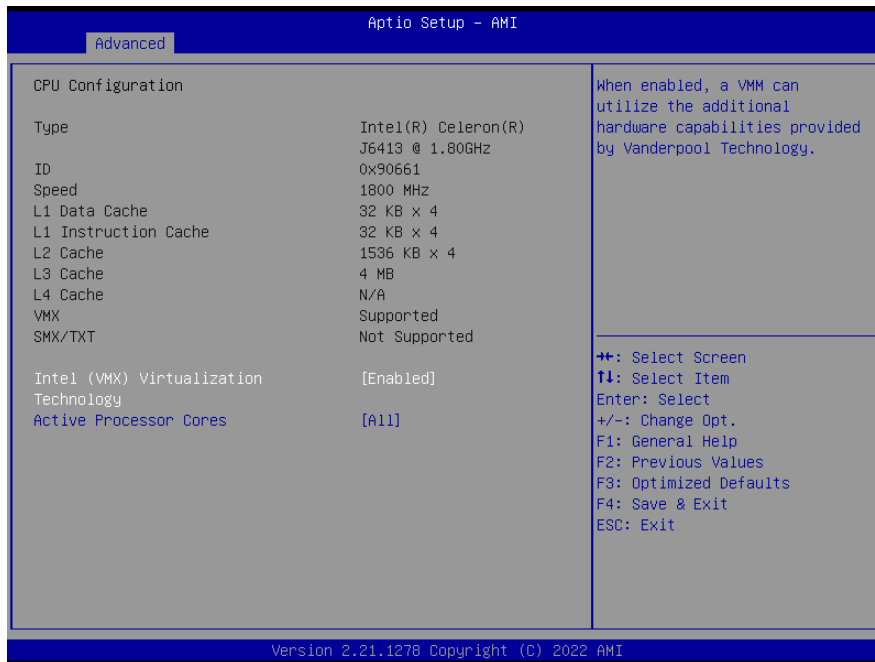 Aptio Setup – AMI
Advanced
CPU Configuration
Type Intel(R) Celeron(R)
J6413 @ 1.80GHz
ID 0x90661
Speed 1800 MHz
L1 Data Cache 32 KB x 4
L1 Instruction Cache 32 KB x 4
L2 Cache 1536 KB x 4
L3 Cache 4 MB
L4 Cache N/A
VMX Supported
SMX/TXT Not Supported
Intel (VMX) Virtualization [Enabled]
Technology
Active Processor Cores [All]
When enabled, a VMM can
utilize the additional
hardware capabilities provided
by Vanderpool Technology.
→←: Select Screen
↑↓: Select Item
Enter: Select
+/-: Change Opt.
F1: General Help
F2: Previous Values
F3: Optimized Defaults
F4: Save & Exit
ESC: Exit
Version 2.21.1278 Copyright (C) 2022 AMI